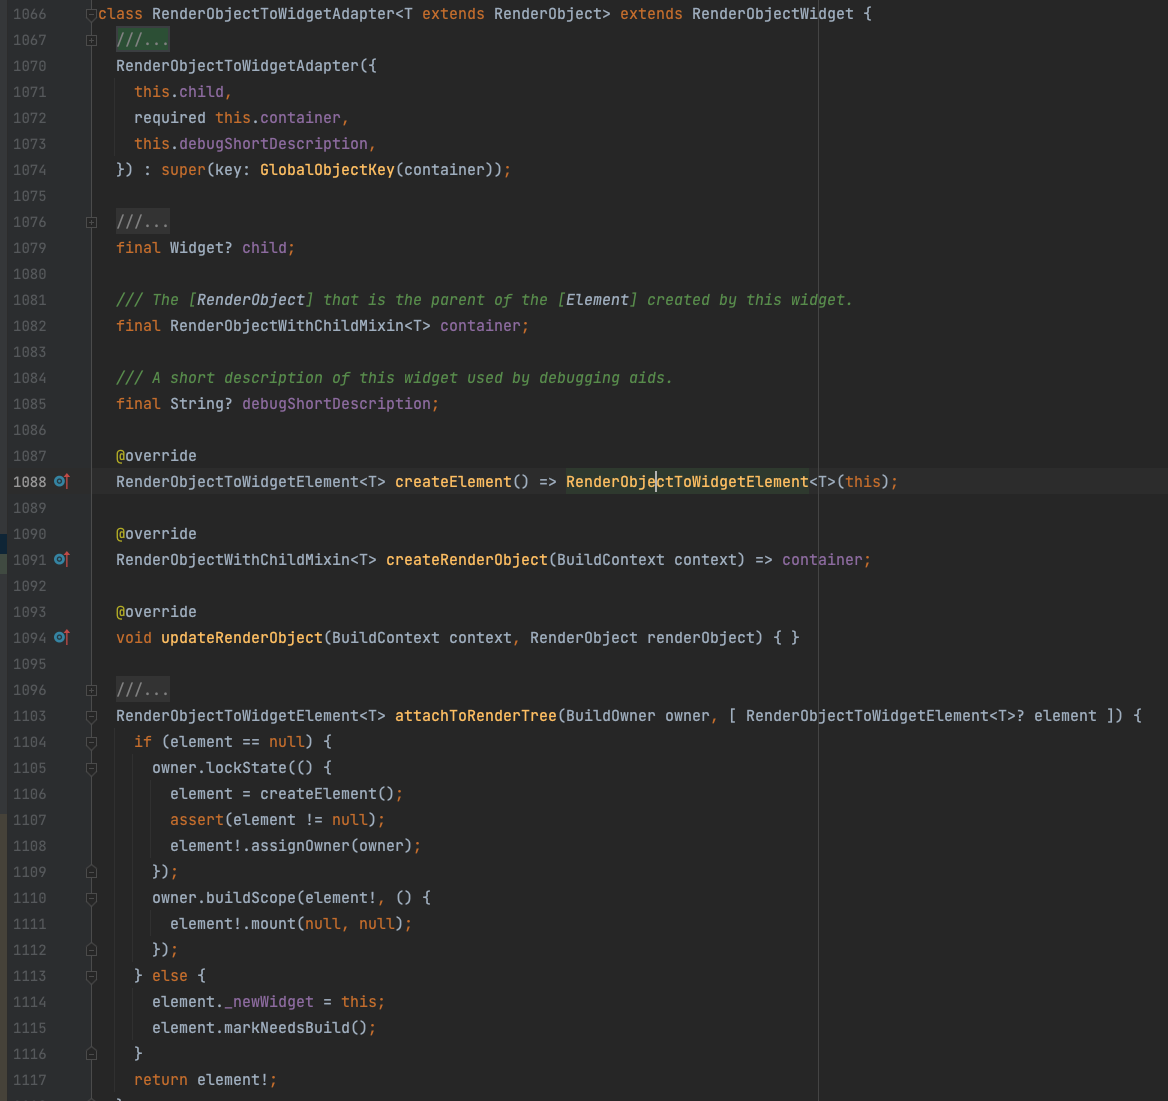 1066 class RenderObjectToWidgetAdapter<T extends RenderObject> extends RenderObjectWidget {
1067   ///...
1070   RenderObjectToWidgetAdapter({
1071     this.child,
1072     required this.container,
1073     this.debugShortDescription,
1074   }) : super(key: GlobalObjectKey(container));
1075
1076   ///...
1079   final Widget? child;
1080
1081   /// The [RenderObject] that is the parent of the [Element] created by this widget.
1082   final RenderObjectWithChildMixin<T> container;
1083
1084   /// A short description of this widget used by debugging aids.
1085   final String? debugShortDescription;
1086
1087   @override
1088   RenderObjectToWidgetElement<T> createElement() => RenderObjectToWidgetElement<T>(this);
1089
1090   @override
1091   RenderObjectWithChildMixin<T> createRenderObject(BuildContext context) => container;
1092
1093   @override
1094   void updateRenderObject(BuildContext context, RenderObject renderObject) { }
1095
1096   ///...
1103   RenderObjectToWidgetElement<T> attachToRenderTree(BuildOwner owner, [ RenderObjectToWidgetElement<T>? element ]) {
1104     if (element == null) {
1105       owner.lockState(() {
1106         element = createElement();
1107         assert(element != null);
1108         element!.assignOwner(owner);
1109       });
1110       owner.buildScope(element!, () {
1111         element!.mount(null, null);
1112       });
1113     } else {
1114       element._newWidget = this;
1115       element.markNeedsBuild();
1116     }
1117     return element!;